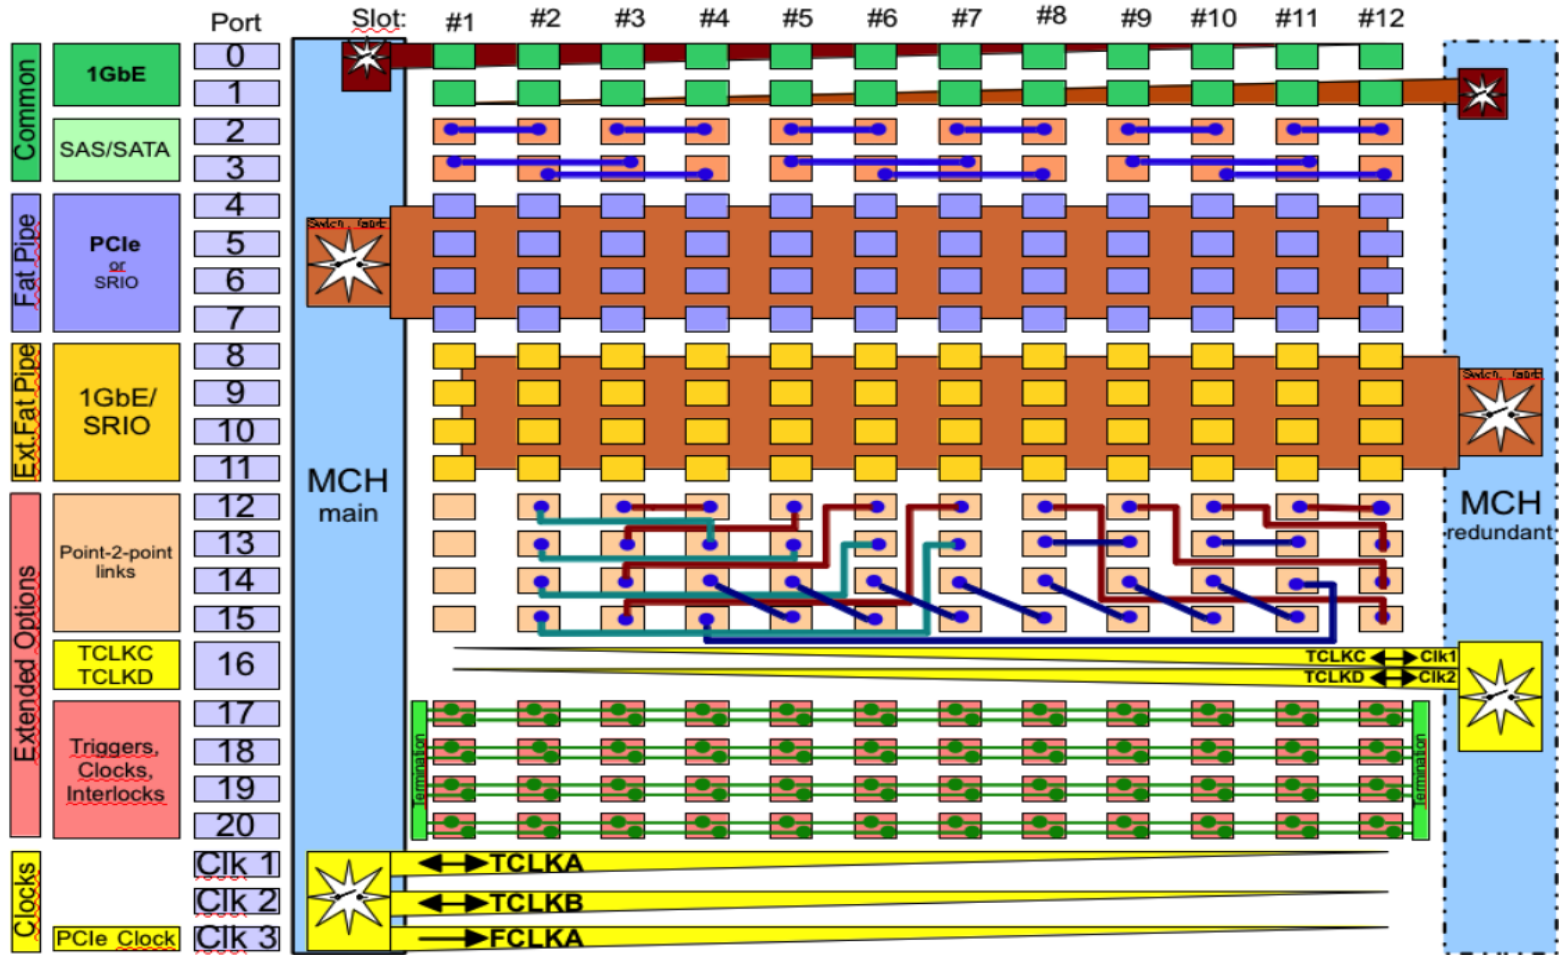 Port Slot: #1 #2 #3 #4 #5 #6 #7 #8 #9 #10 #11 #12
Common
1GbE
0
1
SAS/SATA
2
3
Fat Pipe
PCIe
or
SRIO
4
5
6
7
Ext.Fat Pipe
1GbE/
SRIO
8
9
10
11
MCH
main
MCH
redundant
Extended Options
Point-2-point
links
12
13
14
15
TCLKC
TCLKD
16
TCLKC Clk1
TCLKD Clk2
Triggers,
Clocks,
Interlocks
17
18
19
20
Termination
Termination
Clocks
Clk 1
TCLKA
Clk 2
TCLKB
PCIe Clock
Clk 3
FCLKA